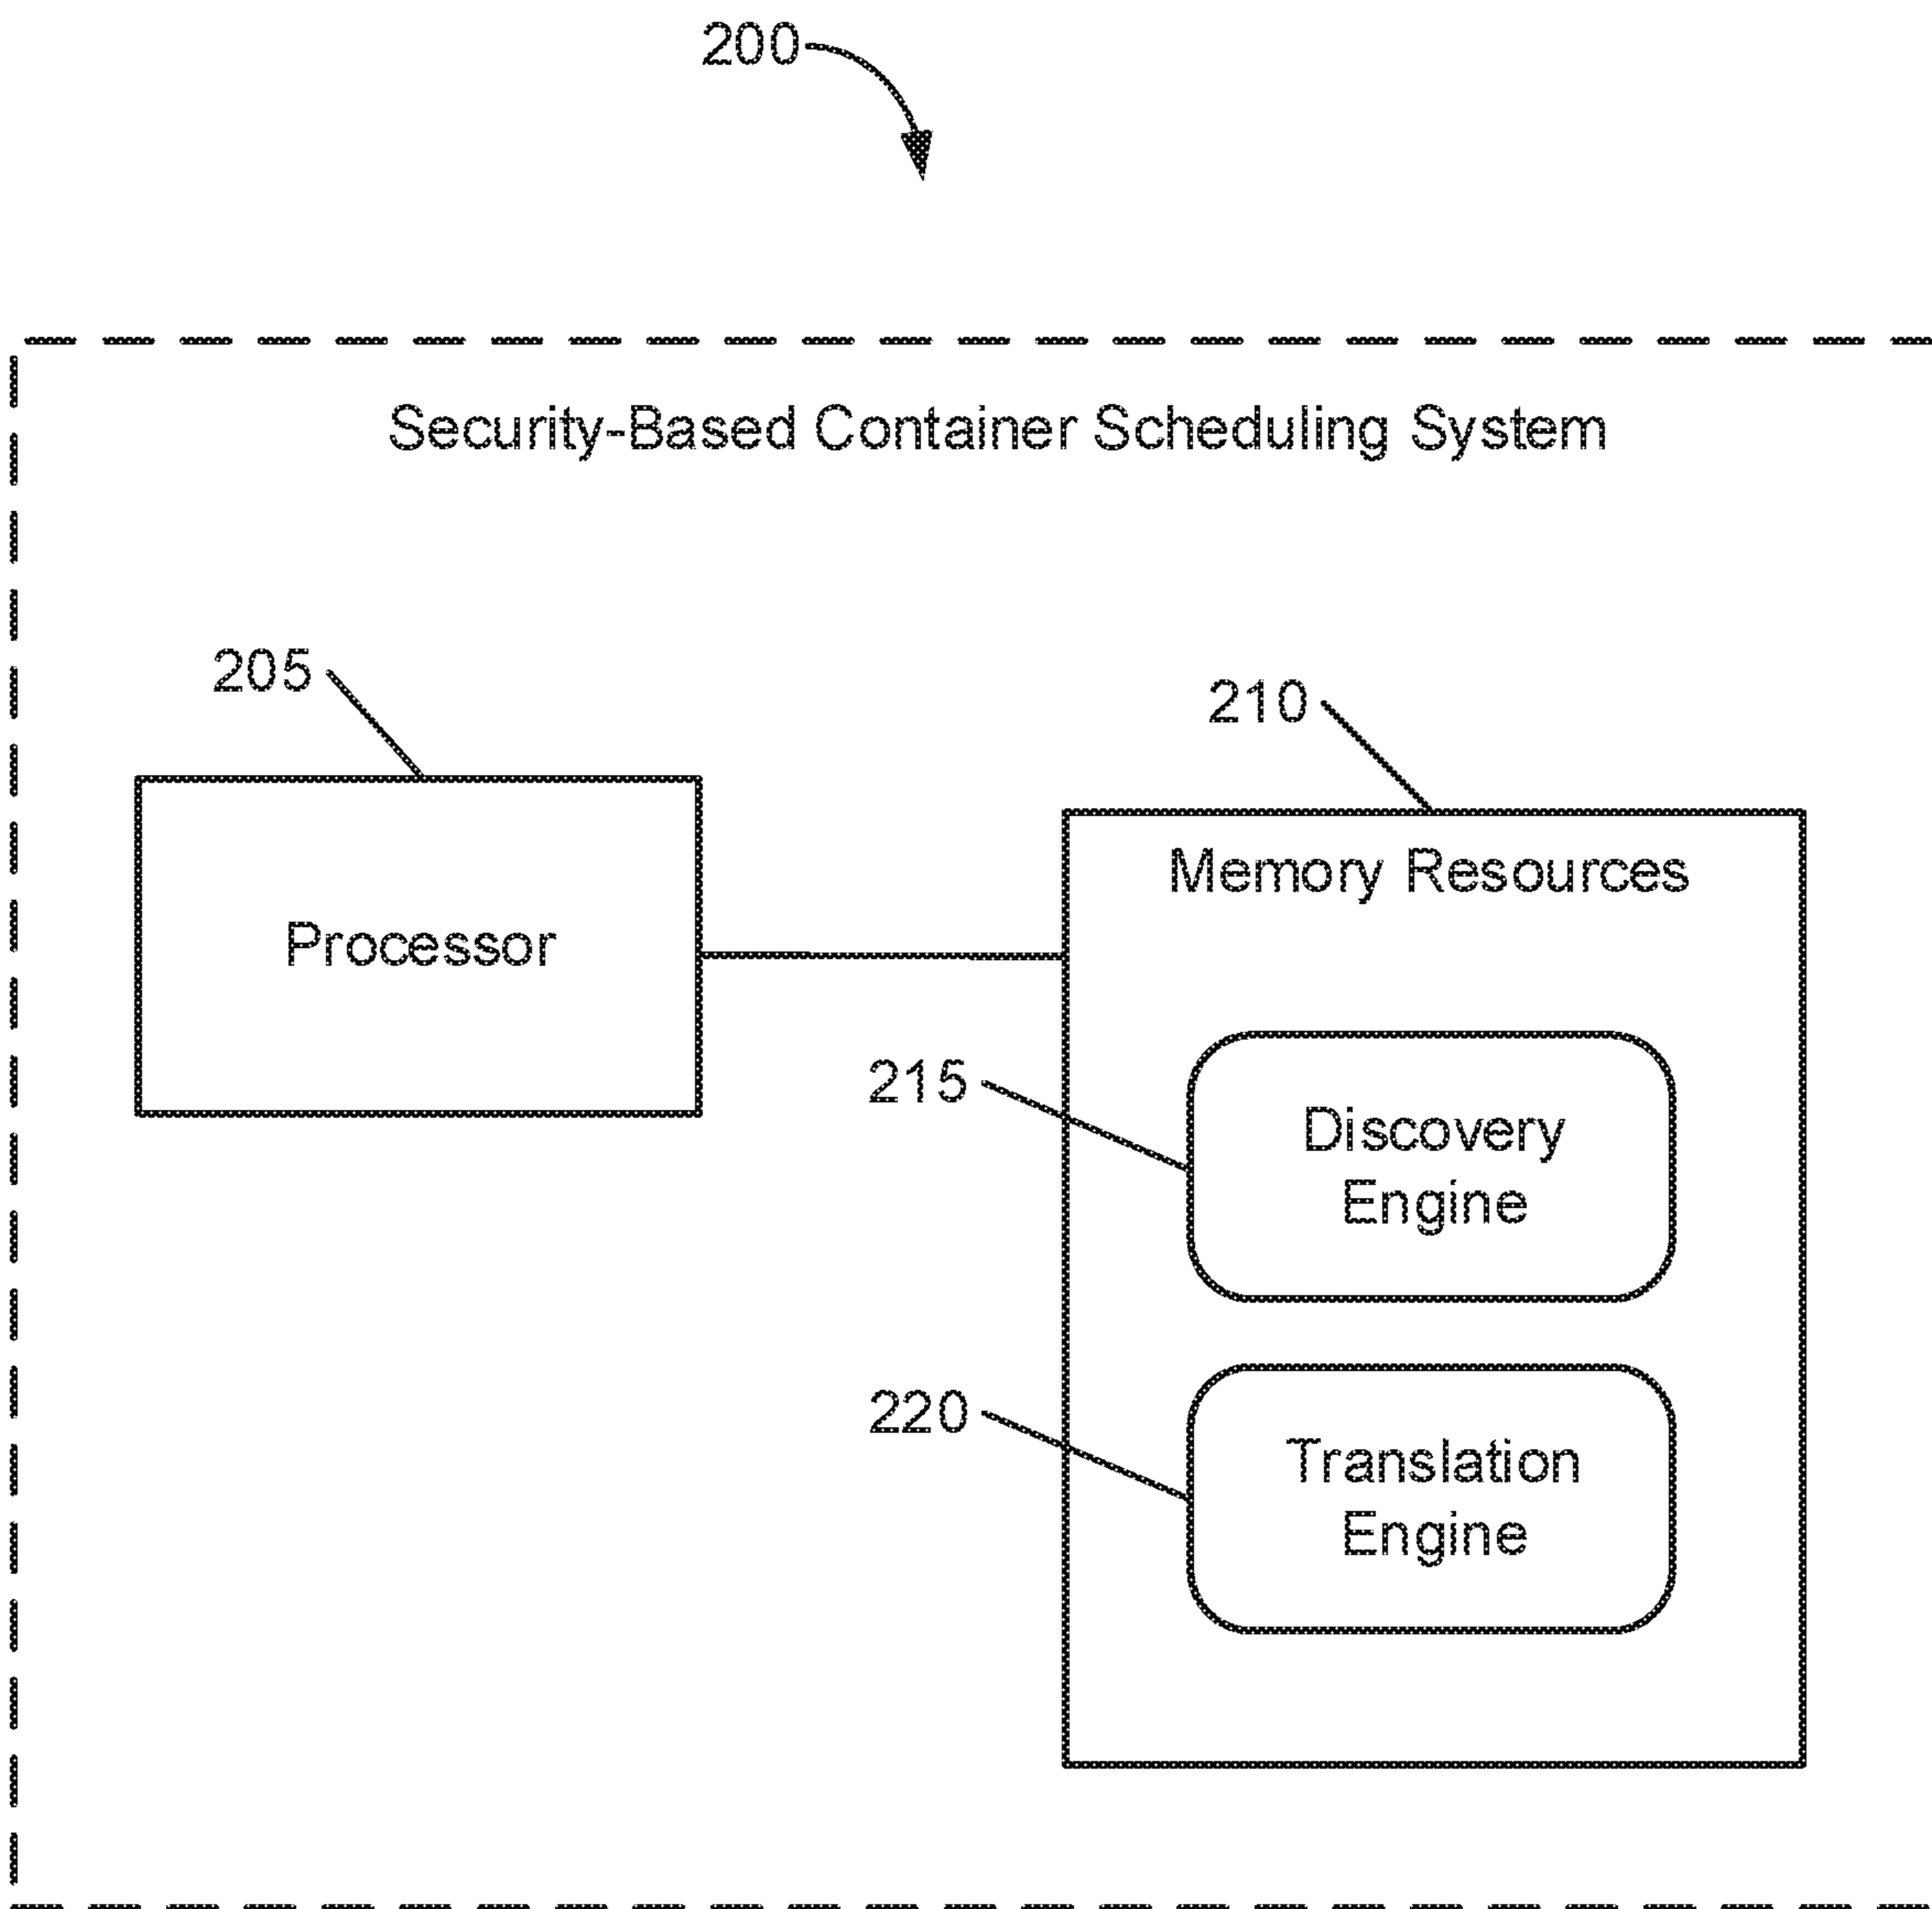 200
Security-Based Container Scheduling System
205
210
Processor
Memory Resources
215
Discovery
Engine
220
Translation
Engine